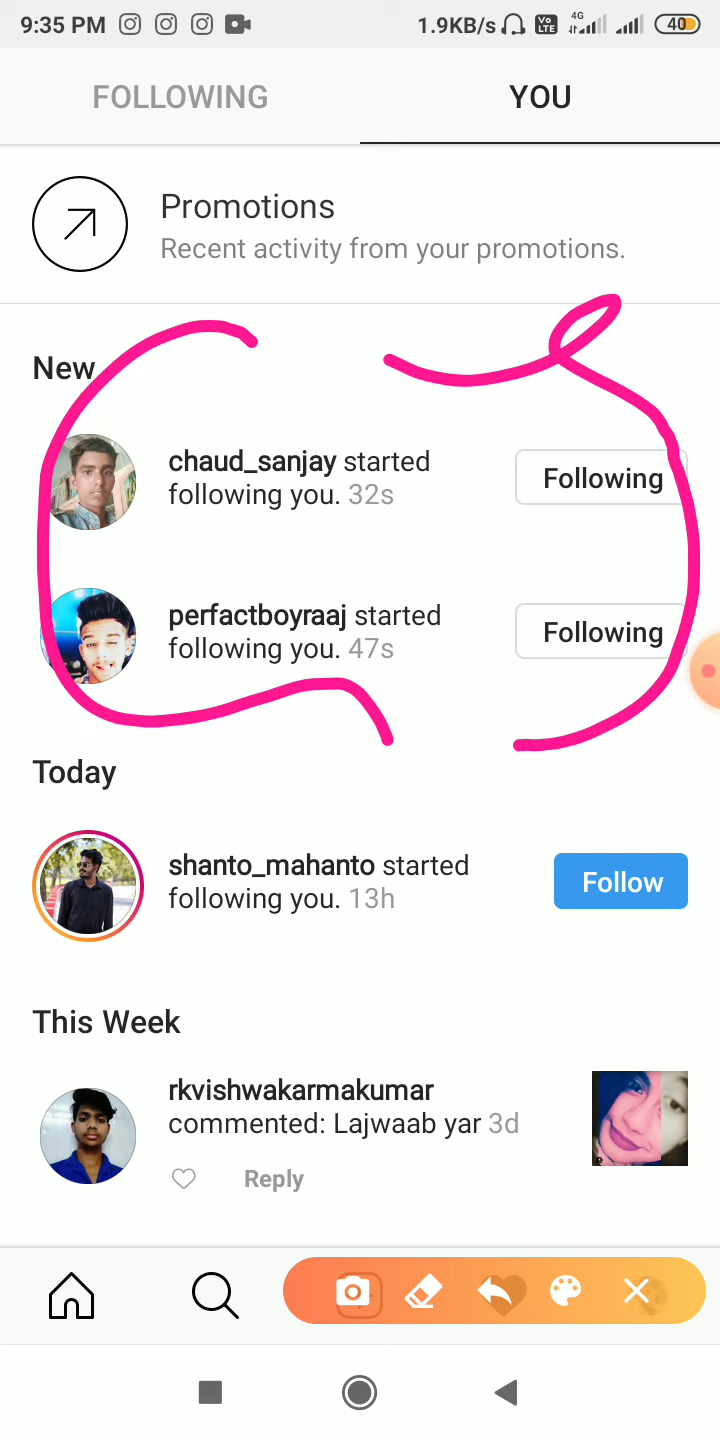 9:35 PM 1.9KB/s Vo LTE 4G 40
FOLLOWING YOU
Promotions
Recent activity from your promotions.
New
chaud_sanjay started
following you. 32s
Following
perfactboyraaj started
following you. 47s
Following
Today
shanto_mahanto started
following you. 13h
Follow
This Week
rkvishwakarmakumar
commented: Lajwaab yar 3d
Reply